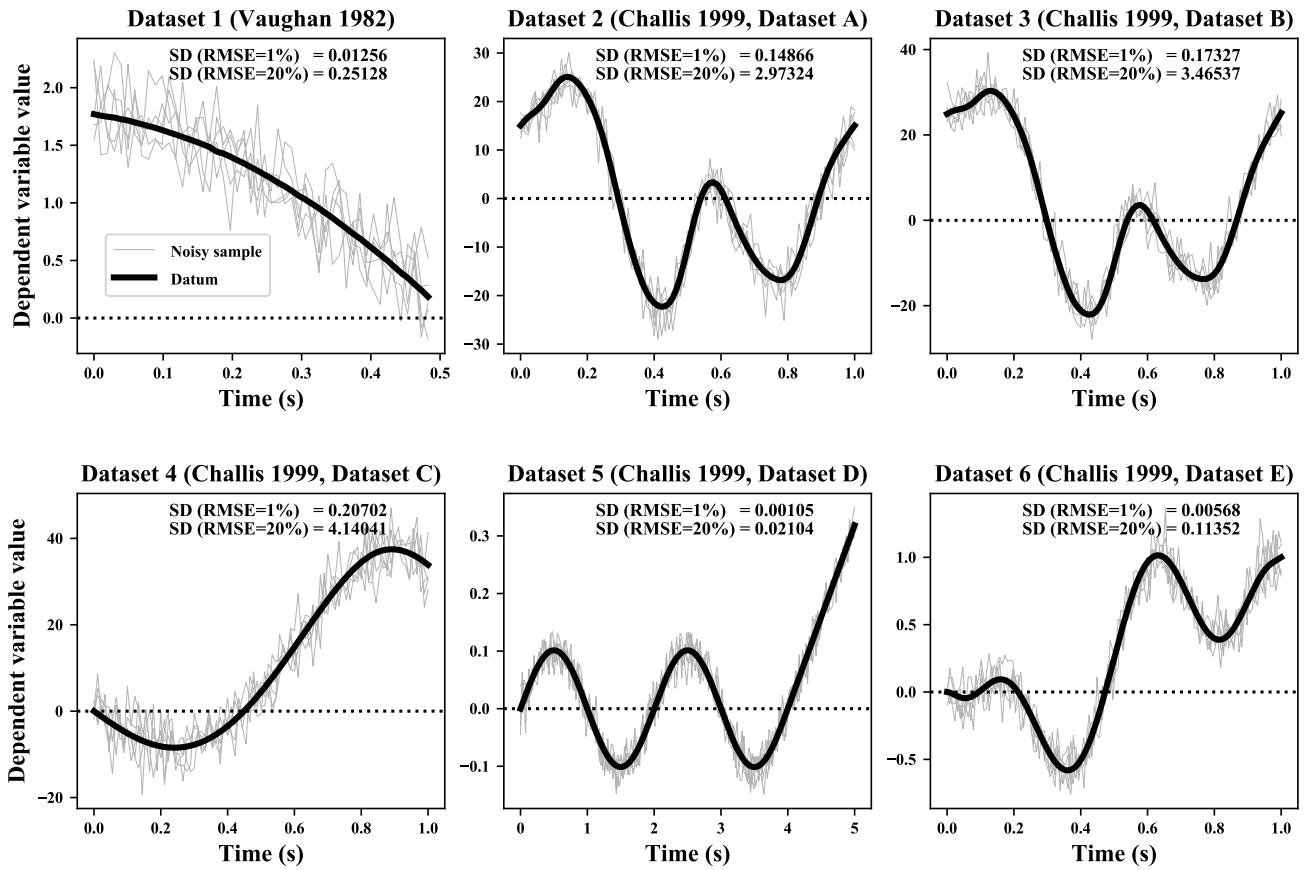 Dataset 1 (Vaughan 1982)
SD (RMSE=1%) = 0.01256
SD (RMSE=20%) = 0.25128
2.0
1.5
1.0
0.5
0.0
Dependent variable value
Noisy sample
Datum
0.0 0.1 0.2 0.3 0.4 0.5
Time (s)
Dataset 2 (Challis 1999, Dataset A)
SD (RMSE=1%) = 0.14866
SD (RMSE=20%) = 2.97324
30
20
10
0
−10
−20
−30
0.0 0.2 0.4 0.6 0.8 1.0
Time (s)
Dataset 3 (Challis 1999, Dataset B)
SD (RMSE=1%) = 0.17327
SD (RMSE=20%) = 3.46537
40
20
0
−20
0.0 0.2 0.4 0.6 0.8 1.0
Time (s)
Dataset 4 (Challis 1999, Dataset C)
SD (RMSE=1%) = 0.20702
SD (RMSE=20%) = 4.14041
40
20
0
−20
Dependent variable value
0.0 0.2 0.4 0.6 0.8 1.0
Time (s)
Dataset 5 (Challis 1999, Dataset D)
SD (RMSE=1%) = 0.00105
SD (RMSE=20%) = 0.02104
0.3
0.2
0.1
0.0
−0.1
0 1 2 3 4 5
Time (s)
Dataset 6 (Challis 1999, Dataset E)
SD (RMSE=1%) = 0.00568
SD (RMSE=20%) = 0.11352
1.0
0.5
0.0
−0.5
0.0 0.2 0.4 0.6 0.8 1.0
Time (s)